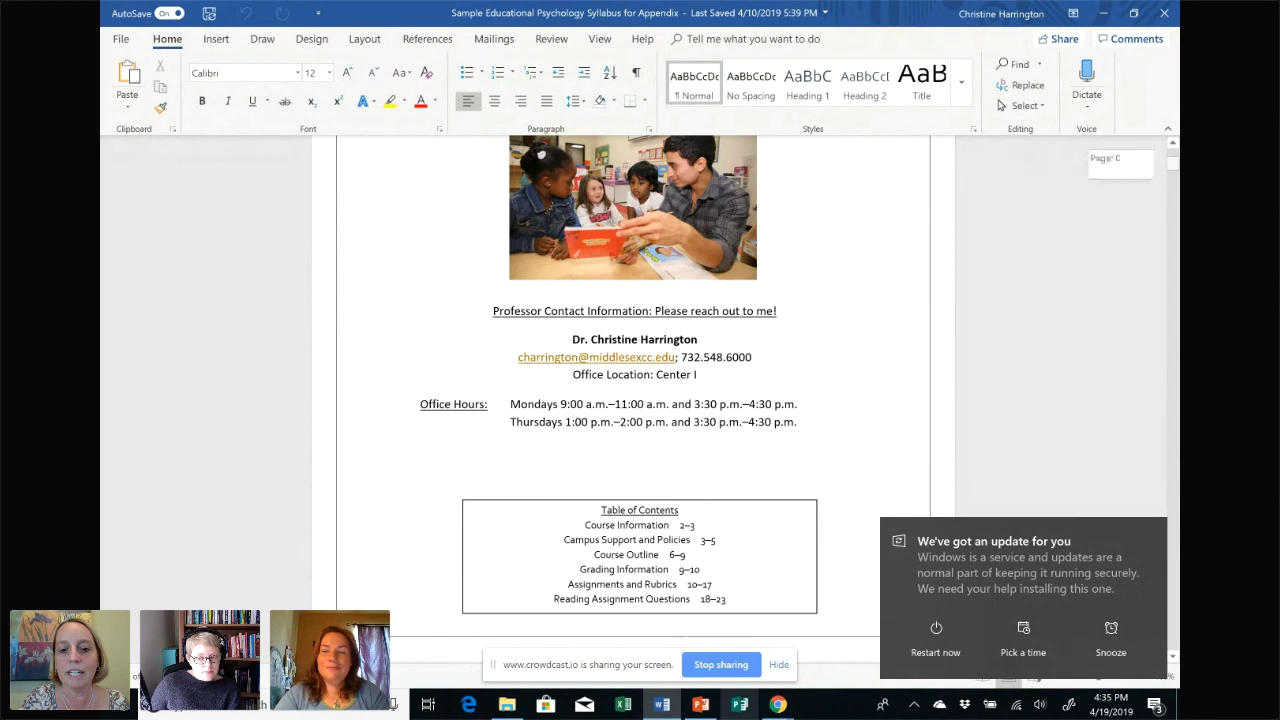 AutoSave On
Sample Educational Psychology Syllabus for Appendix - Last Saved 4/10/2019 5:39 PM
Christine Harrington
File Home Insert Draw Design Layout References Mailings Review View Help Tell me what you want to do
Share Comments
Paste
Calibri 12
Aa
B I U ab x₂ x² A A
AaBbCcDc AaBbCcDc AaBbC AaBbCcI AaB
¶ Normal No Spacing Heading 1 Heading 2 Title
Find
Replace
Select
Dictate
Clipboard Font Paragraph Styles Editing Voice
Professor Contact Information: Please reach out to me!
Dr. Christine Harrington
charrington@middlesexcc.edu; 732.548.6000
Office Location: Center I
Office Hours: Mondays 9:00 a.m.–11:00 a.m. and 3:30 p.m.–4:30 p.m.
Thursdays 1:00 p.m.–2:00 p.m. and 3:30 p.m.–4:30 p.m.
Table of Contents
Course Information 2–3
Campus Support and Policies 3–5
Course Outline 6–9
Grading Information 9–10
Assignments and Rubrics 10–17
Reading Assignment Questions 18–23
We've got an update for you
Windows is a service and updates are a
normal part of keeping it running securely.
We need your help installing this one.
Restart now Pick a time Snooze
www.crowdcast.io is sharing your screen. Stop sharing Hide
4:35 PM
4/19/2019
3